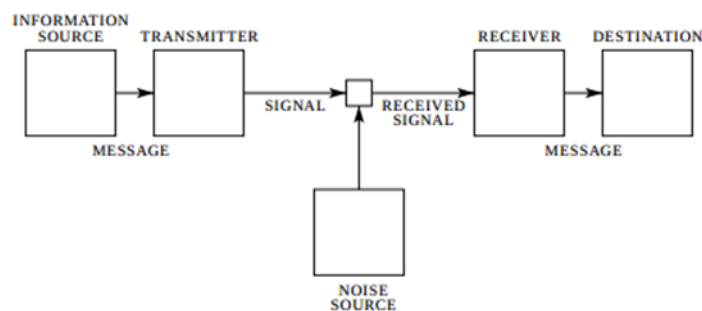 INFORMATION
SOURCE
TRANSMITTER
RECEIVER
DESTINATION
SIGNAL
RECEIVED
SIGNAL
MESSAGE
MESSAGE
NOISE
SOURCE